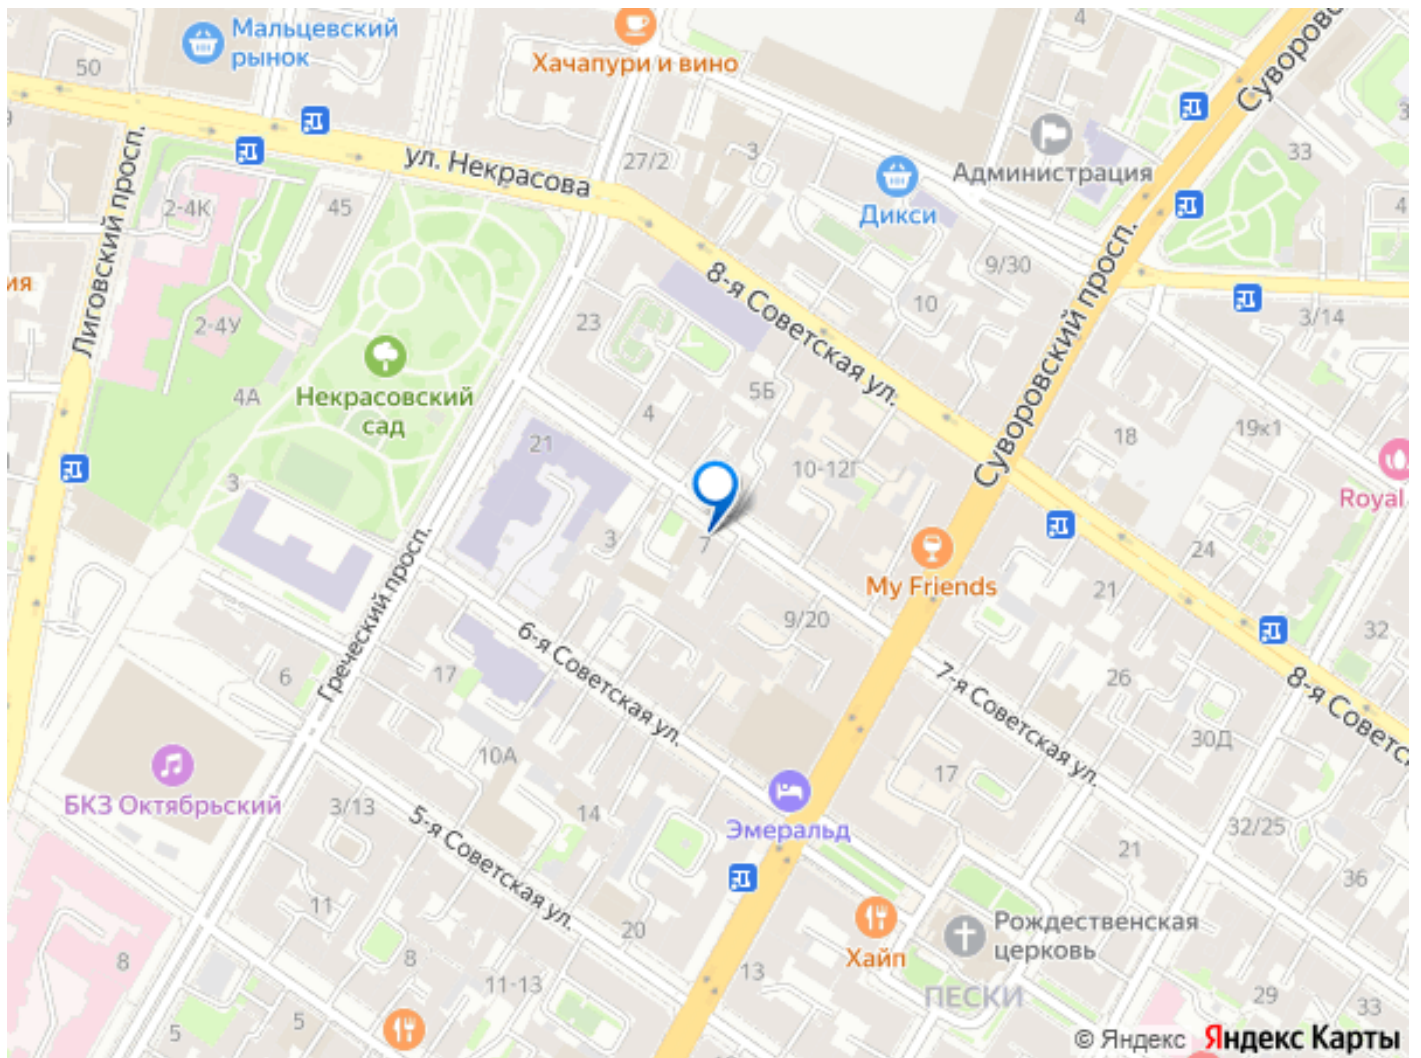 Мальцевский
рынок
50
Хачапури и вино
4
Суворовс
ул. Некрасова
27/2
3
Администрация
33
Дикси
Лиговский просп.
2-4К
45
4
9/30
ия
8-я Советская ул.
10
Суворовский просп.
3/14
2-4У
23
Некрасовский
сад
4А
5Б
4
21
18
19к1
3
10-12Г
Royal
3
7
My Friends
24
21
Греческий просп.
9/20
32
6-я Советская ул.
17
6
7-я Советская ул.
26
8-я Советс
30Д
10А
17
БКЗ Октябрьский
3/13
14
Эмеральд
32/25
5-я Советская ул.
21
36
11
20
Рождественская
церковь
Хайп
8
8
13
11-13
ПЕСКИ
29
33
5
5
© Яндекс Яндекс Карты